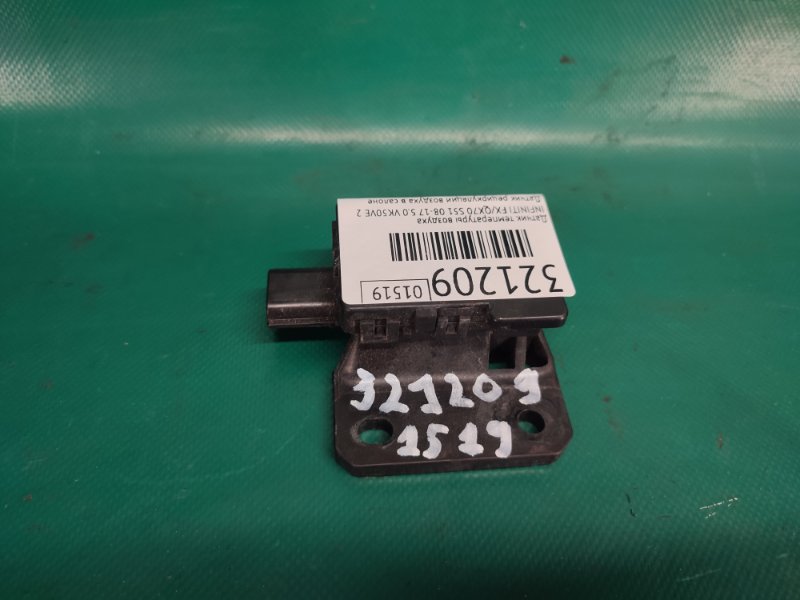 321209
01519
Датчик температуры воздуха
INFINITI FX/QX70 S51 08-17 5.0 VK50VE 2
Датчик рециркуляции воздуха в салоне
321209
1519